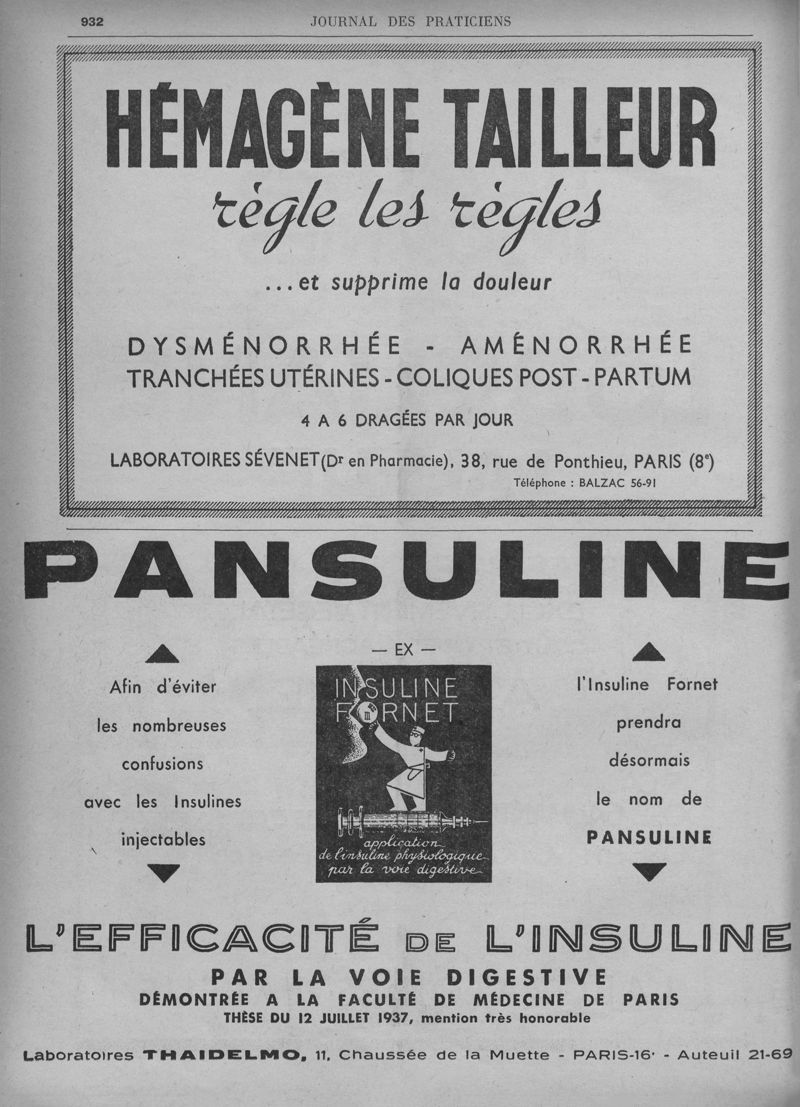 932
JOURNAL DES PRATICIENS
HÉMAGÈNE TAILLEUR
règle les règles
...et supprime la douleur
DYSMÉNORRHÉE - AMÉNORRHÉE
TRANCHÉES UTÉRINES - COLIQUES POST - PARTUM
4 A 6 DRAGÉES PAR JOUR
LABORATOIRES SÉVENET (Dr en Pharmacie), 38, rue de Ponthieu, PARIS (8e)
Téléphone : BALZAC 56-91
PANSULINE
Afin d'éviter
les nombreuses
confusions
avec les Insulines
injectables
— EX —
INSULINE
FORNET
application
de l'insuline physiologique
par la voie digestive
l'Insuline Fornet
prendra
désormais
le nom de
PANSULINE
L'EFFICACITÉ DE L'INSULINE
PAR LA VOIE DIGESTIVE
DÉMONTRÉE A LA FACULTÉ DE MÉDECINE DE PARIS
THÈSE DU 12 JUILLET 1937, mention très honorable
Laboratoires THAIDELMO, 11, Chaussée de la Muette - PARIS-16e - Auteuil 21-69